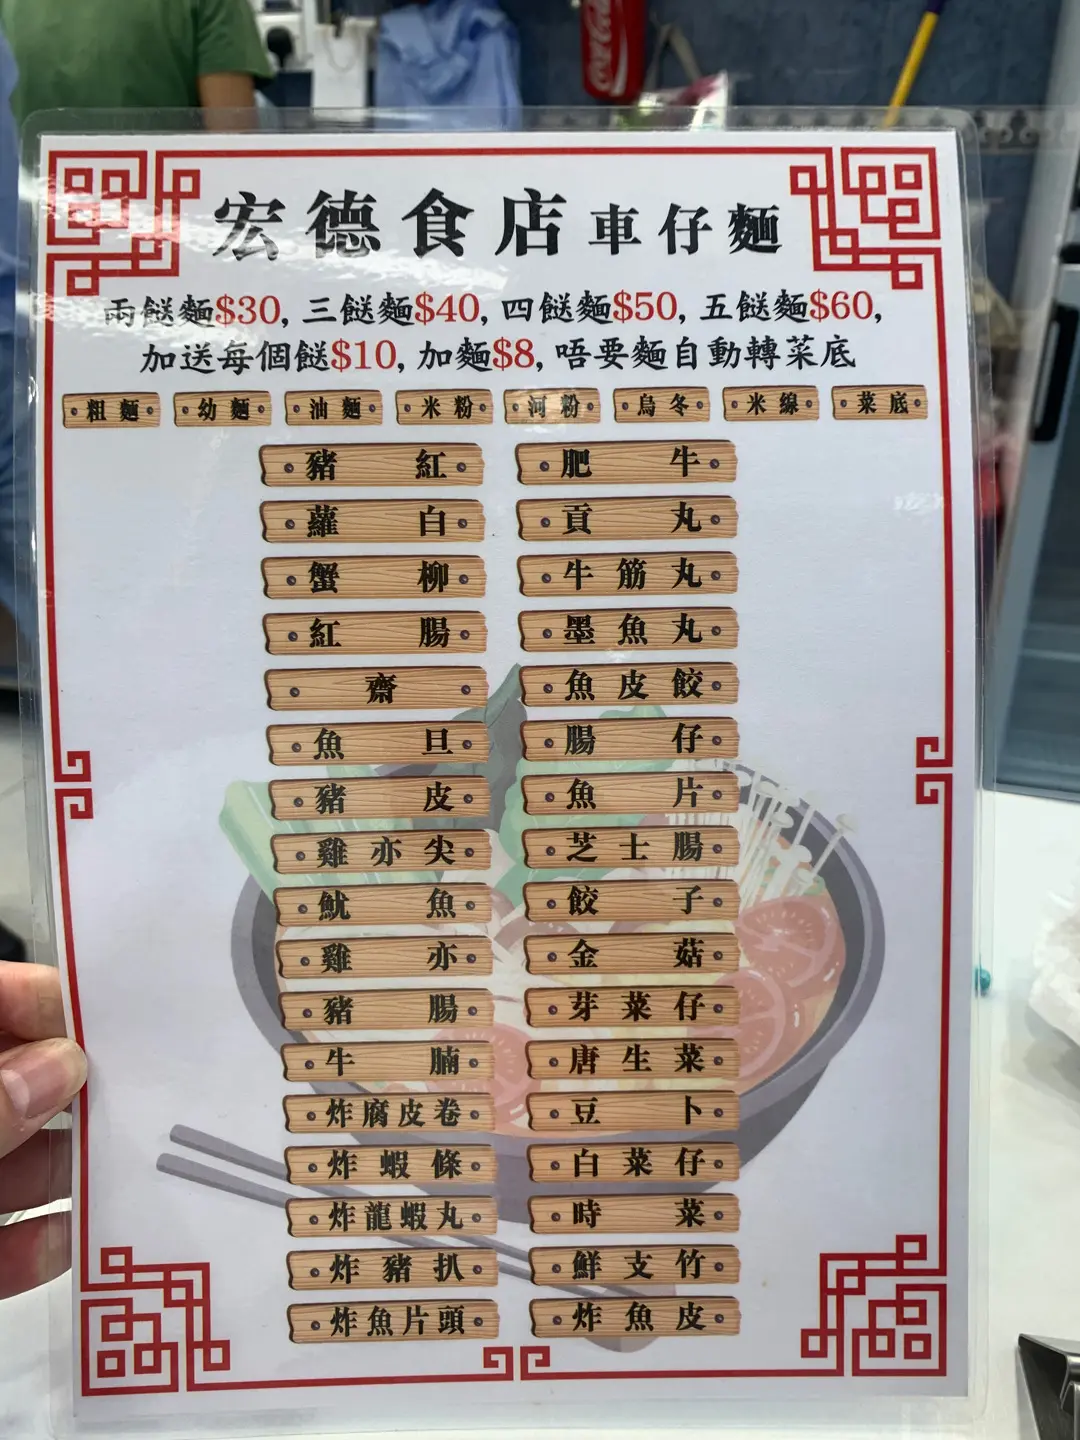 Coca-Cola
宏德食店 車仔麵
兩餸麵$30, 三餸麵$40, 四餸麵$50, 五餸麵$60,
加送每個餸$10, 加麵$8, 唔要麵自動轉菜底
粗麵 幼麵 油麵 米粉 河粉 烏冬 米線 菜底
豬紅 肥牛
蘿白 貢丸
蟹柳 牛筋丸
紅腸 墨魚丸
齋 魚皮餃
魚旦 腸仔
豬皮 魚片
雞亦尖 芝士腸
魷魚 餃子
雞亦 金菇
豬腸 芽菜仔
牛腩 唐生菜
炸腐皮卷 豆卜
炸蝦條 白菜仔
炸龍蝦丸 時菜
炸豬扒 鮮支竹
炸魚片頭 炸魚皮